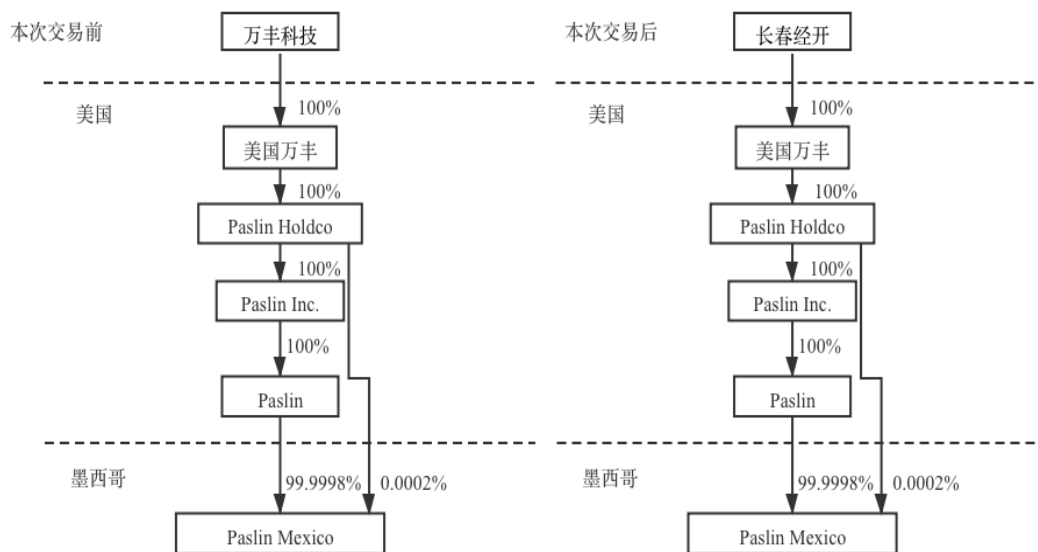 本次交易前
万丰科技
美国
100%
美国万丰
100%
Paslin Holdco
100%
Paslin Inc.
100%
Paslin
墨西哥
99.9998%
0.0002%
Paslin Mexico
本次交易后
长春经开
美国
100%
美国万丰
100%
Paslin Holdco
100%
Paslin Inc.
100%
Paslin
墨西哥
99.9998%
0.0002%
Paslin Mexico